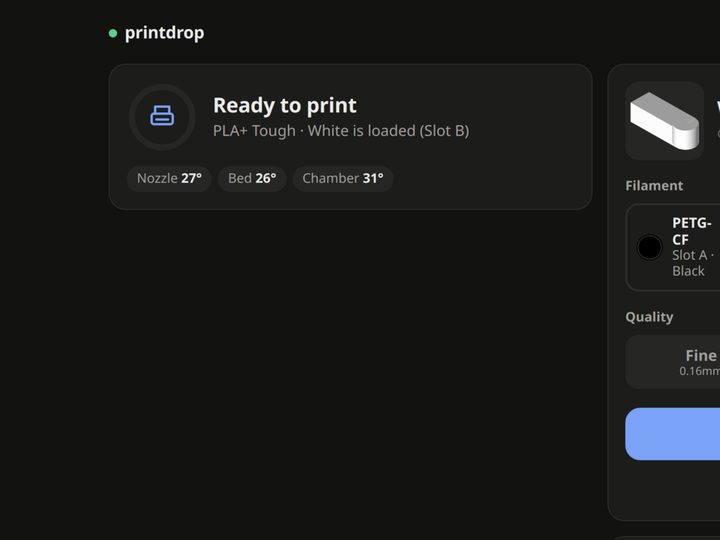 printdrop
Ready to print
PLA+ Tough · White is loaded (Slot B)
Nozzle 27°
Bed 26°
Chamber 31°
Filament
PETG-
CF
Slot A ·
Black
Quality
Fine
0.16mm